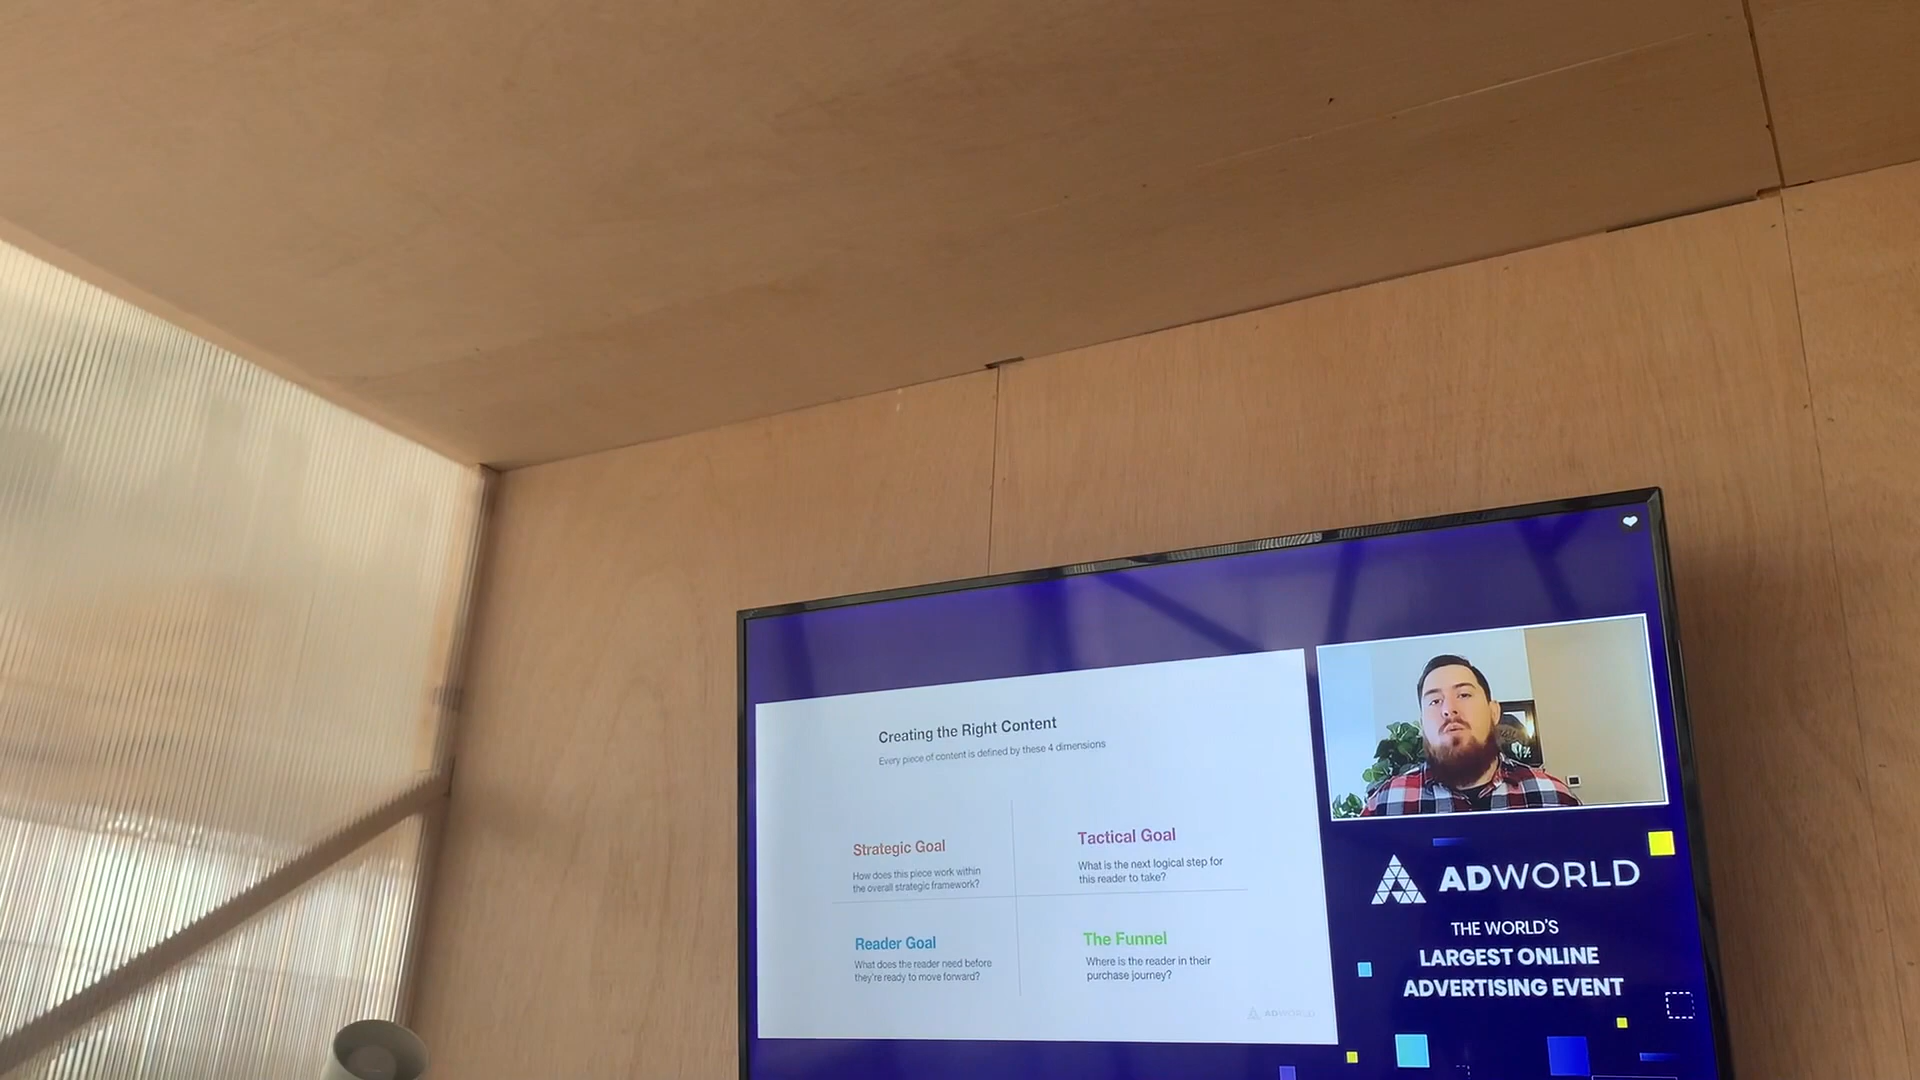 Creating the Right Content
Every piece of content is defined by these 4 dimensions
Strategic Goal
How does this piece work within
the overall strategic framework?
Tactical Goal
What is the next logical step for
this reader to take?
Reader Goal
What does the reader need before
they're ready to move forward?
The Funnel
Where is the reader in their
purchase journey?
ADWORLD
ADWORLD
THE WORLD'S
LARGEST ONLINE
ADVERTISING EVENT